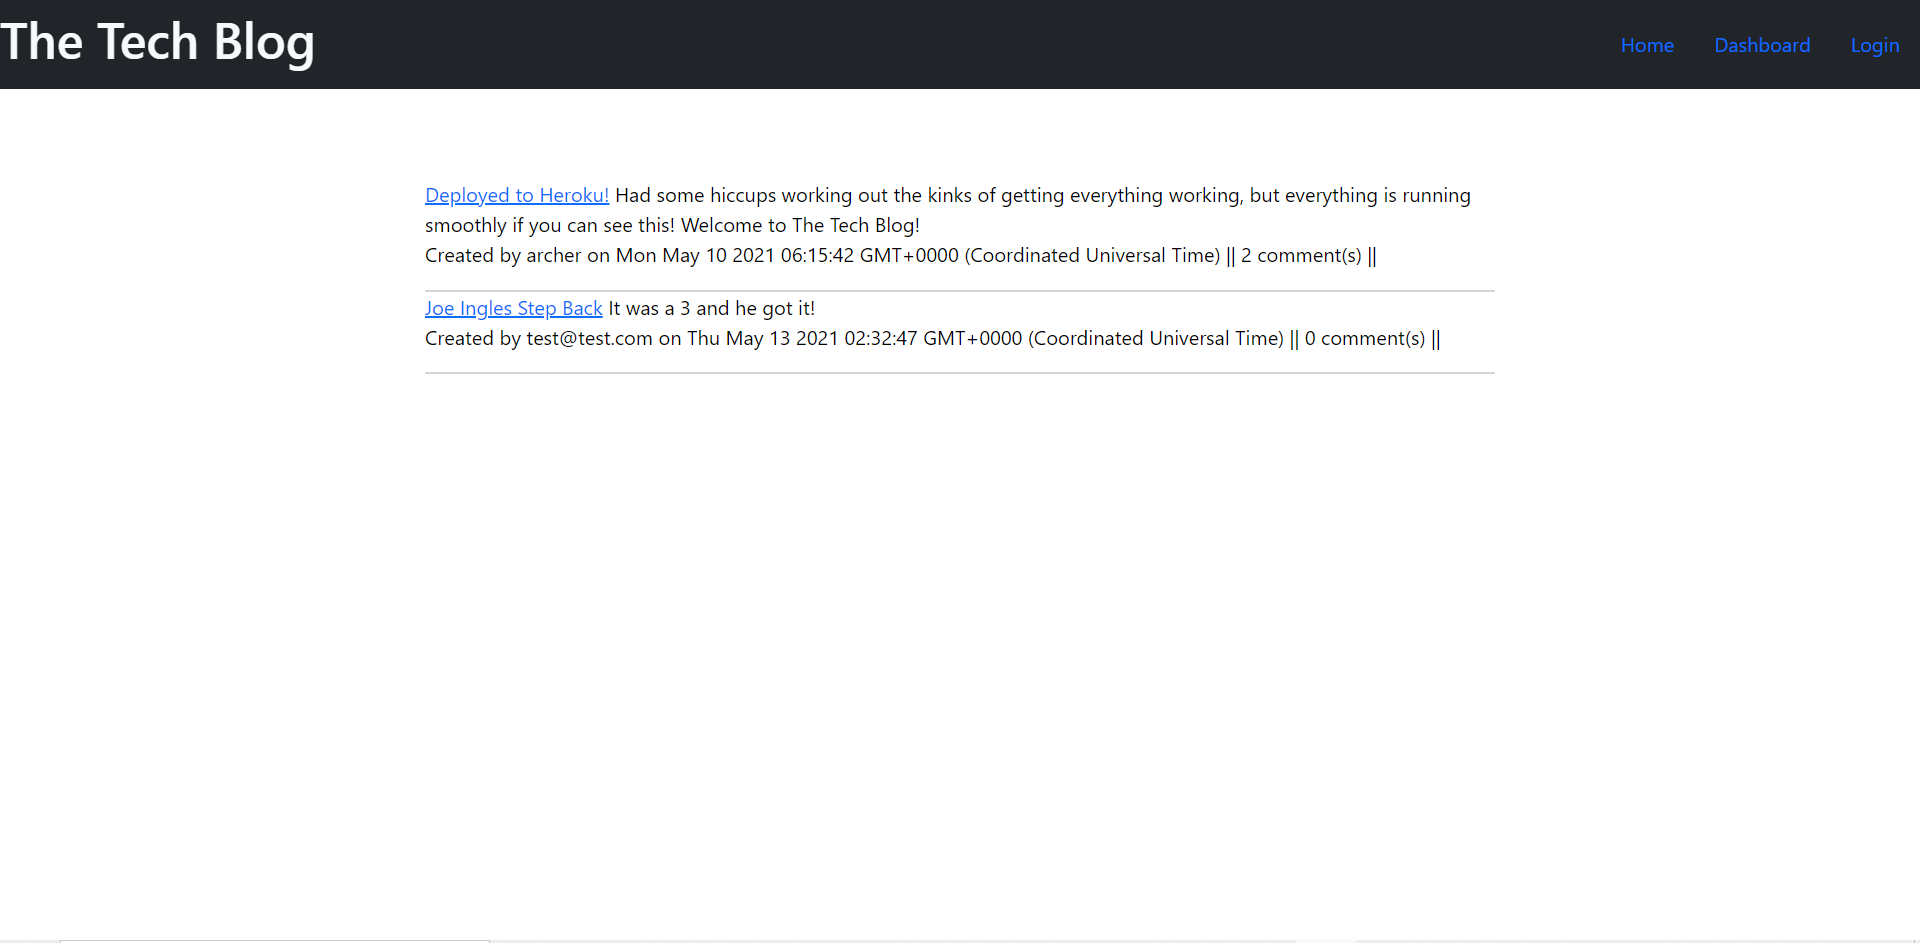 The Tech Blog
Home Dashboard Login
Deployed to Heroku! Had some hiccups working out the kinks of getting everything working, but everything is running
smoothly if you can see this! Welcome to The Tech Blog!
Created by archer on Mon May 10 2021 06:15:42 GMT+0000 (Coordinated Universal Time) || 2 comment(s) ||
Joe Ingles Step Back It was a 3 and he got it!
Created by test@test.com on Thu May 13 2021 02:32:47 GMT+0000 (Coordinated Universal Time) || 0 comment(s) ||